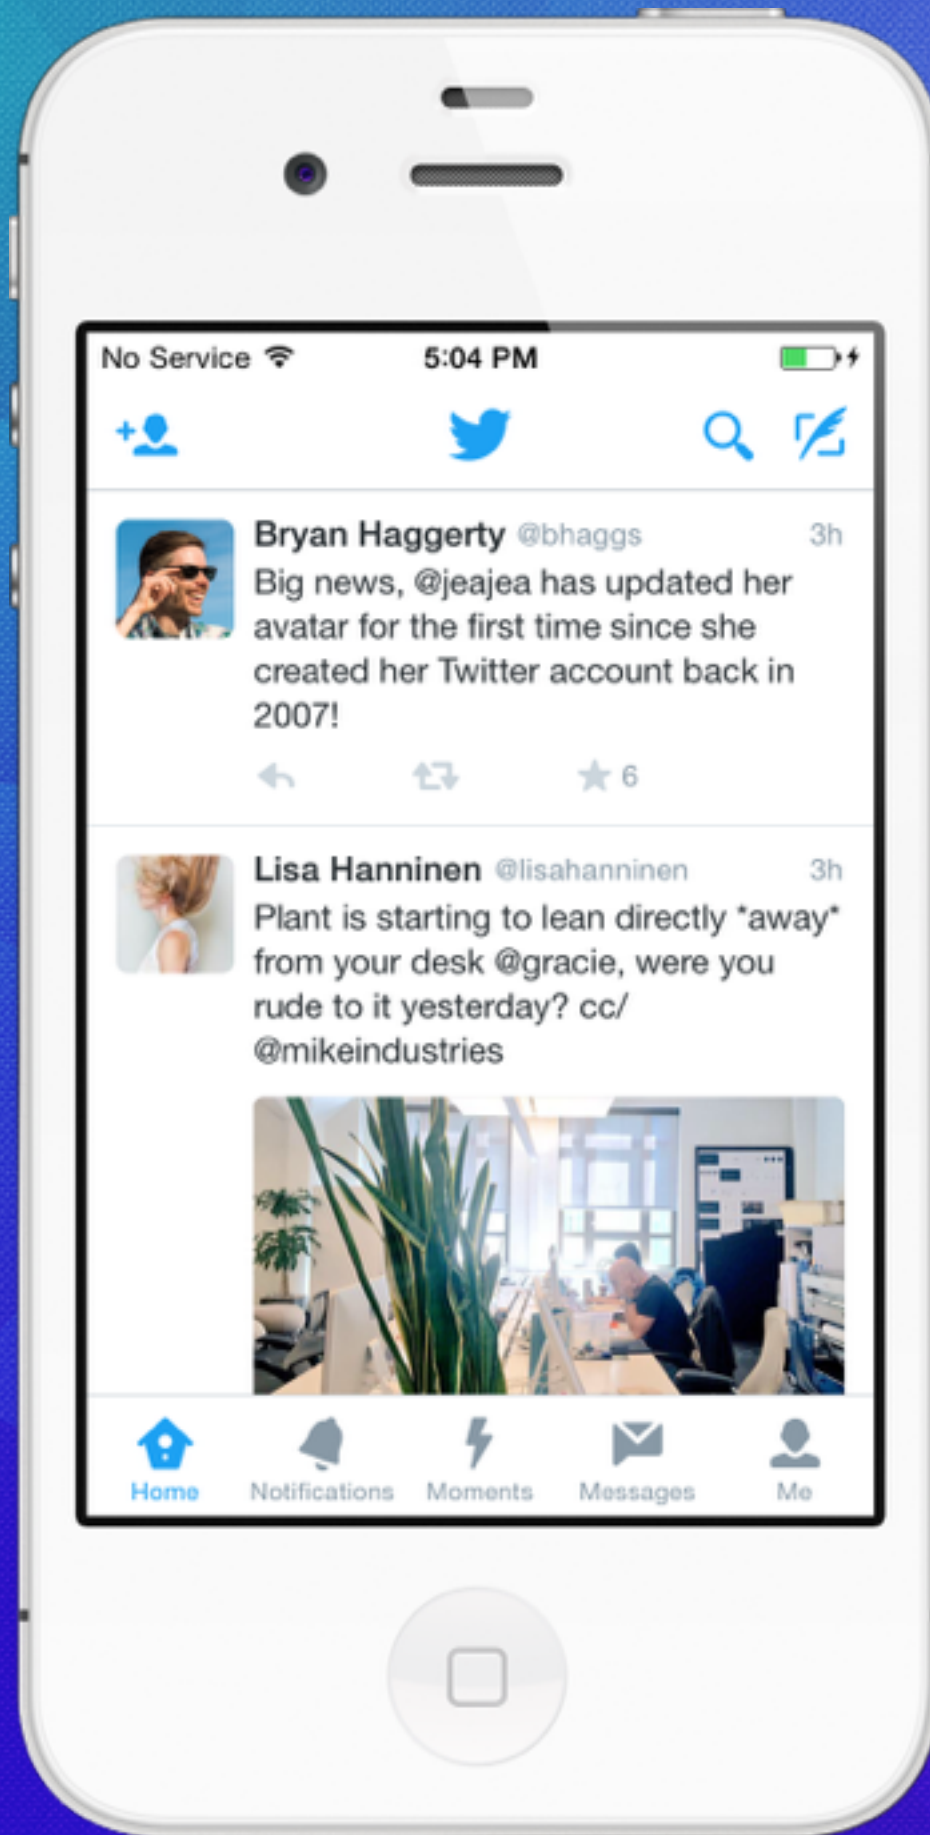 No Service 5:04 PM
Bryan Haggerty @bhaggs 3h
Big news, @jeajea has updated her
avatar for the first time since she
created her Twitter account back in
2007!
6
Lisa Hanninen @lisahanninen 3h
Plant is starting to lean directly *away*
from your desk @gracie, were you
rude to it yesterday? cc/
@mikeindustries
Home Notifications Moments Messages Me